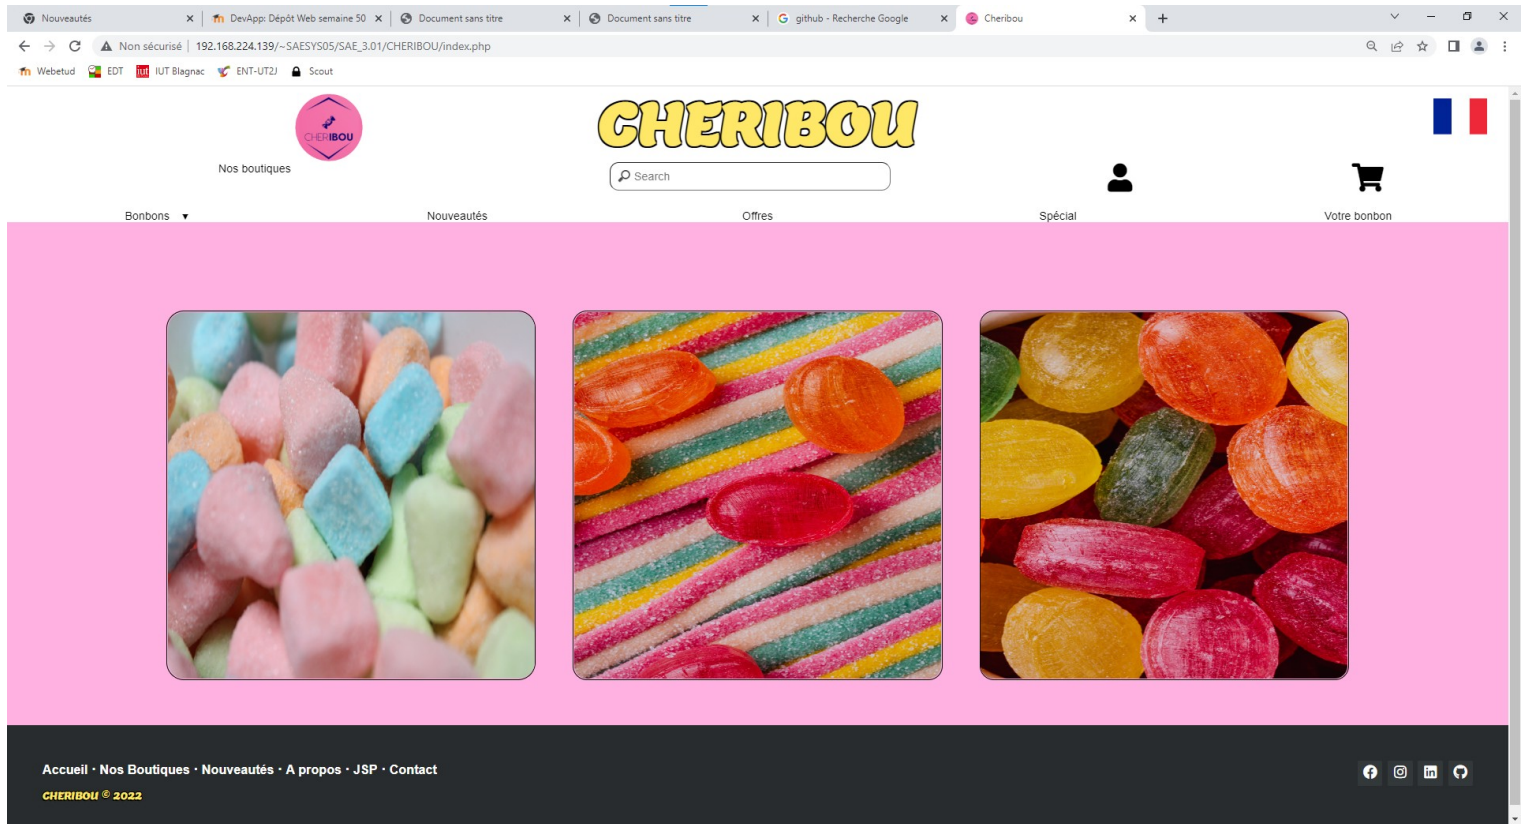 Nouveautés DevApp: Dépôt Web semaine 50 Document sans titre Document sans titre github - Recherche Google Cheribou
Non sécurisé 192.168.224.139/~SAESYS05/SAE_3.01/CHERIBOU/index.php
Webetud EDT iut IUT Blagnac ENT-UT2J Scout
CHERIBOU
CHERIBOU
Nos boutiques
Search
Bonbons ▼ Nouveautés Offres Spécial Votre bonbon
Accueil · Nos Boutiques · Nouveautés · A propos · JSP · Contact
CHERIBOU © 2022